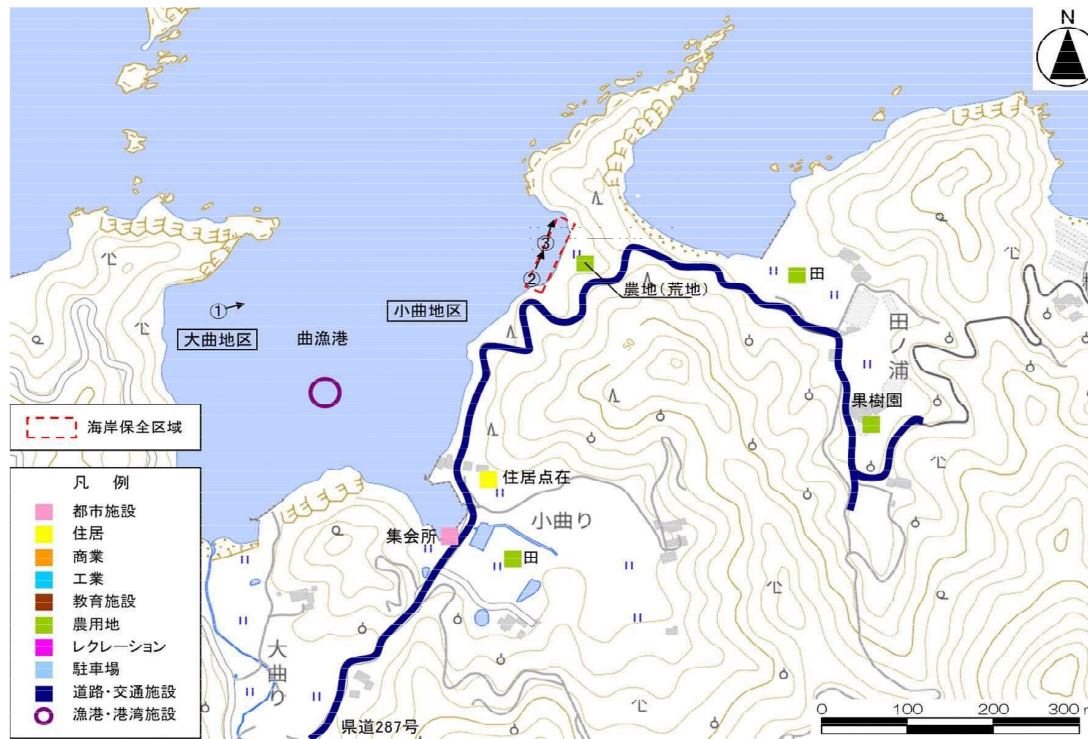 N
③
②
①
農地(荒地)
田
大曲地区
小曲地区
曲漁港
田ノ浦
50
果樹園
海岸保全区域
凡 例
都市施設
住居
商業
工業
教育施設
農用地
レクレーション
駐車場
道路・交通施設
漁港・港湾施設
住居点在
小曲り
集会所
田
大曲り
県道287号
0 100 200 300 m